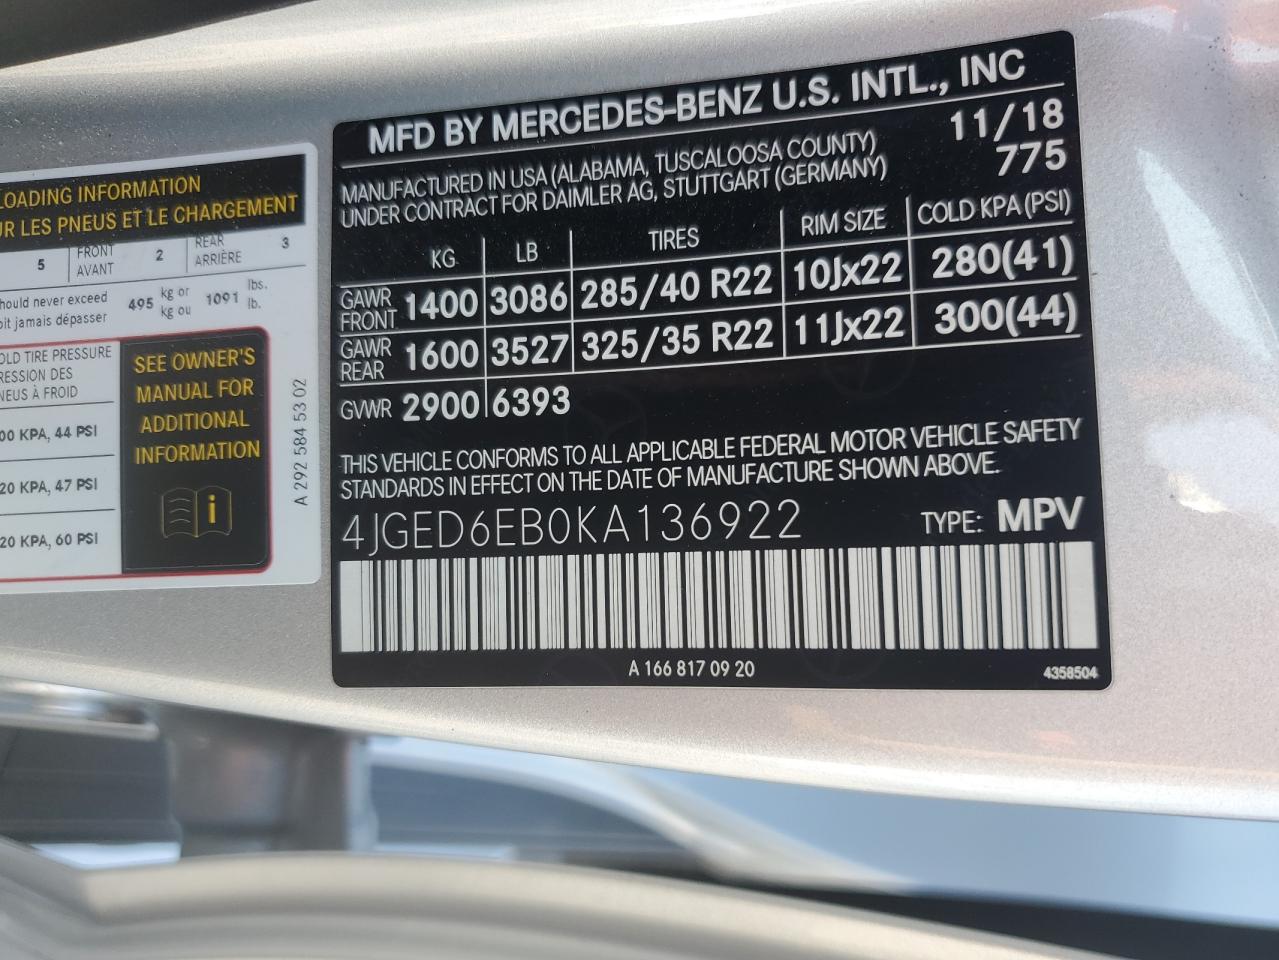 LOADING INFORMATION
UR LES PNEUS ET LE CHARGEMENT
5 FRONT AVANT 2 REAR ARRIÈRE 3
hould never exceed 495 kg or 1091 lbs.
oit jamais dépasser kg ou lb.
OLD TIRE PRESSURE
RESSION DES
NEUS À FROID
00 KPA, 44 PSI
20 KPA, 47 PSI
20 KPA, 60 PSI
SEE OWNER'S
MANUAL FOR
ADDITIONAL
INFORMATION
i
A 292 584 53 02
MFD BY MERCEDES-BENZ U.S. INTL., INC
MANUFACTURED IN USA (ALABAMA, TUSCALOOSA COUNTY) 11/18
UNDER CONTRACT FOR DAIMLER AG, STUTTGART (GERMANY) 775
KG LB TIRES RIM SIZE COLD KPA (PSI)
GAWR FRONT 1400 3086 285/40 R22 10Jx22 280(41)
GAWR REAR 1600 3527 325/35 R22 11Jx22 300(44)
GVWR 2900 6393
THIS VEHICLE CONFORMS TO ALL APPLICABLE FEDERAL MOTOR VEHICLE SAFETY
STANDARDS IN EFFECT ON THE DATE OF MANUFACTURE SHOWN ABOVE.
4JGED6EB0KA136922 TYPE: MPV
A 166 817 09 20
4358504